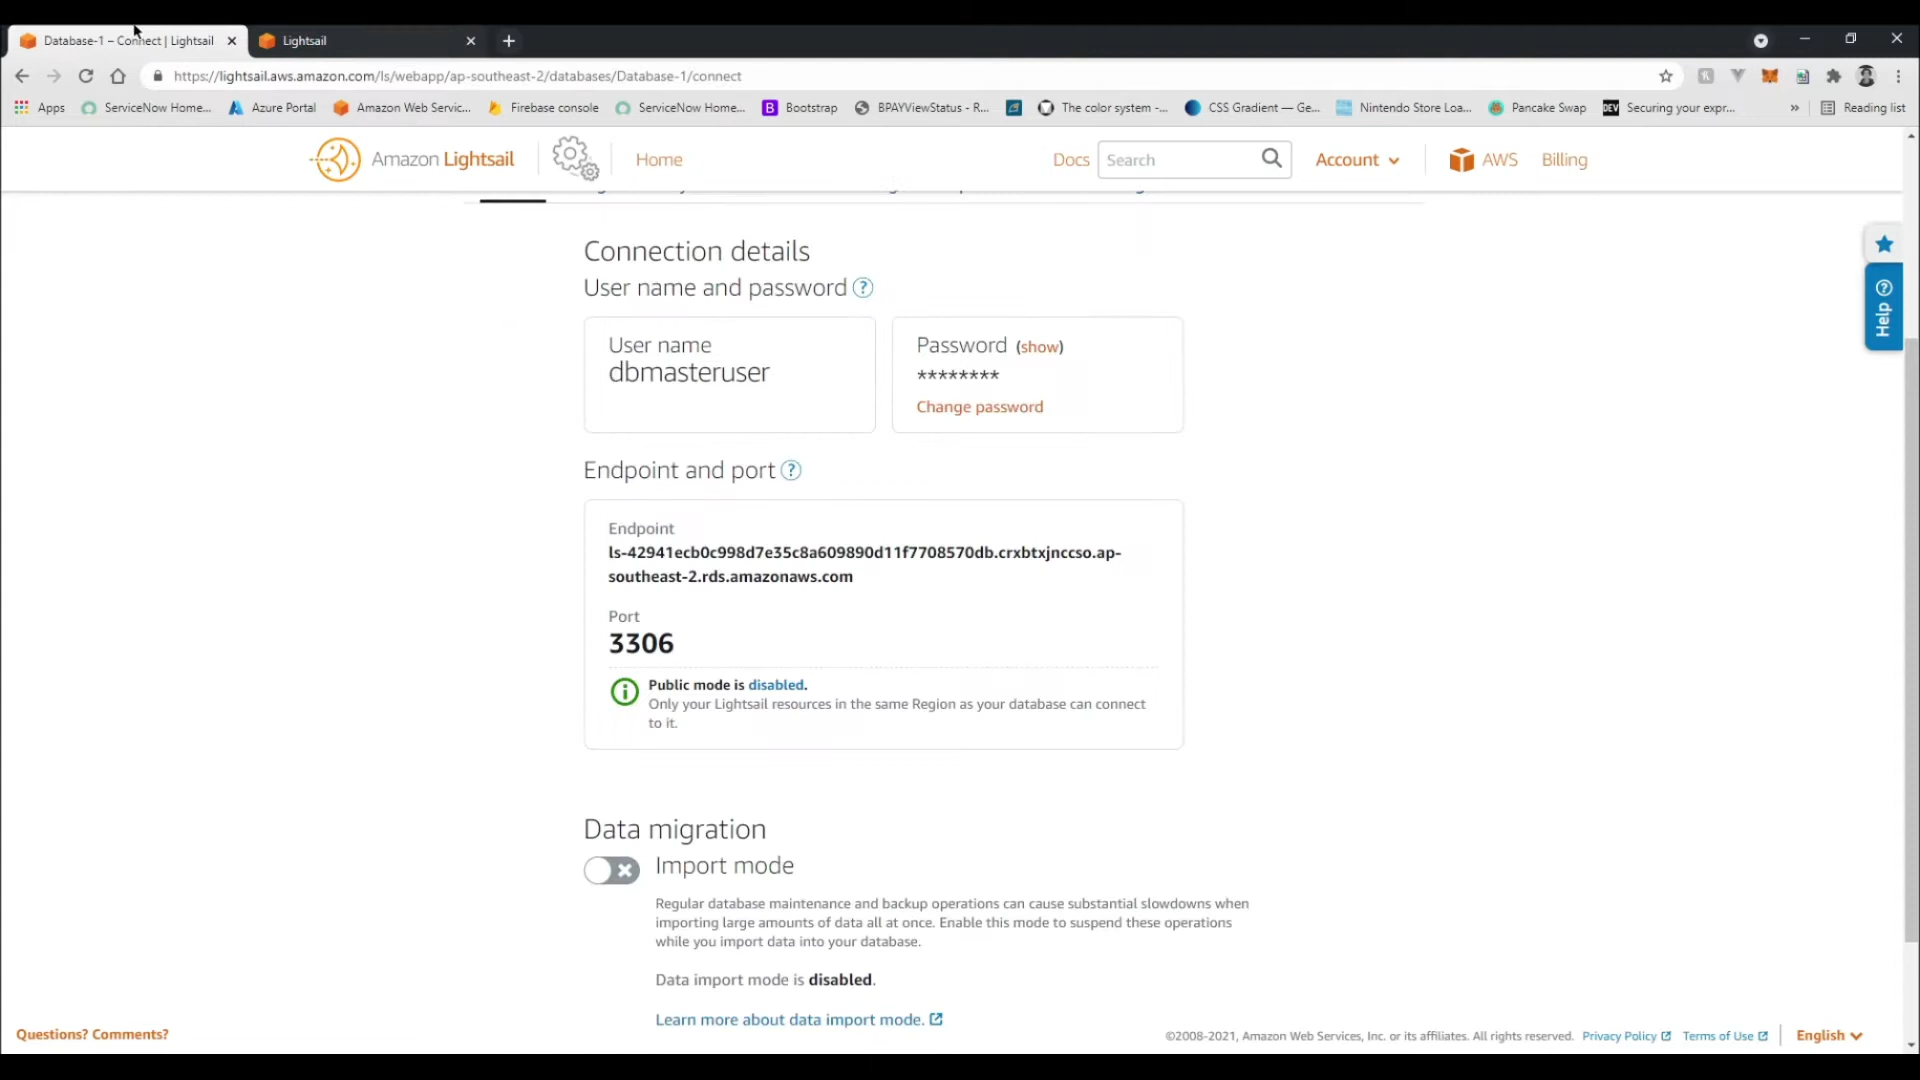 Database-1 – Connect | Lightsail
Lightsail
https://lightsail.aws.amazon.com/ls/webapp/ap-southeast-2/databases/Database-1/connect
Apps
ServiceNow Home...
Azure Portal
Amazon Web Servic...
Firebase console
ServiceNow Home...
Bootstrap
BPAYViewStatus - R...
The color system -...
CSS Gradient — Ge...
Nintendo Store Loa...
Pancake Swap
DEV
Securing your expr...
»
Reading list
Amazon Lightsail
Home
Docs
Search
Account
AWS
Billing
Connection details
User name and password
User name
dbmasteruser
Password (show)
********
Change password
Help
Endpoint and port
Endpoint
ls-42941ecb0c998d7e35c8a609890d11f7708570db.crxbtxjnccso.ap-
southeast-2.rds.amazonaws.com
Port
3306
Public mode is disabled.
Only your Lightsail resources in the same Region as your database can connect
to it.
Data migration
Import mode
Regular database maintenance and backup operations can cause substantial slowdowns when
importing large amounts of data all at once. Enable this mode to suspend these operations
while you import data into your database.
Data import mode is disabled.
Learn more about data import mode.
Questions? Comments?
©2008-2021, Amazon Web Services, Inc. or its affiliates. All rights reserved.
Privacy Policy
Terms of Use
English